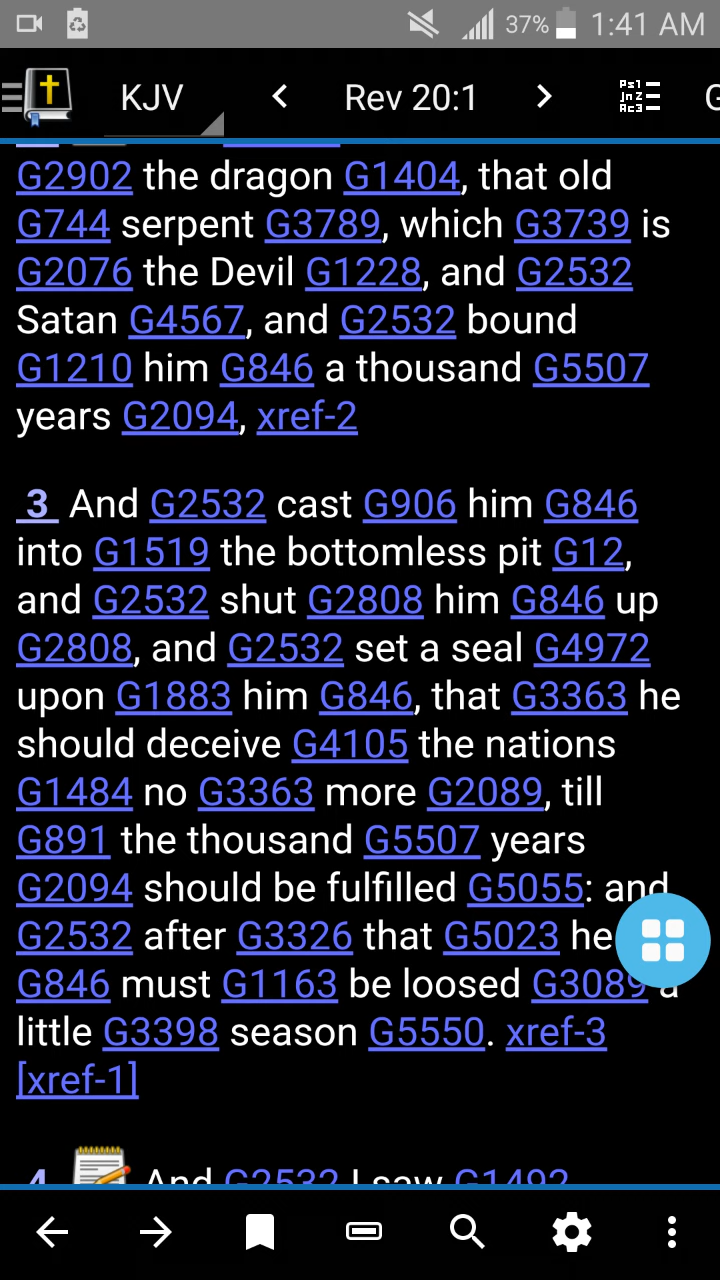 37% 1:41 AM
KJV < Rev 20:1 >
G2902 the dragon G1404, that old
G744 serpent G3789, which G3739 is
G2076 the Devil G1228, and G2532
Satan G4567, and G2532 bound
G1210 him G846 a thousand G5507
years G2094, xref-2
3 And G2532 cast G906 him G846
into G1519 the bottomless pit G12,
and G2532 shut G2808 him G846 up
G2808, and G2532 set a seal G4972
upon G1883 him G846, that G3363 he
should deceive G4105 the nations
G1484 no G3363 more G2089, till
G891 the thousand G5507 years
G2094 should be fulfilled G5055: and
G2532 after G3326 that G5023 he
G846 must G1163 be loosed G3089 a
little G3398 season G5550. xref-3
[xref-1]
4 And G2532 I saw G1492